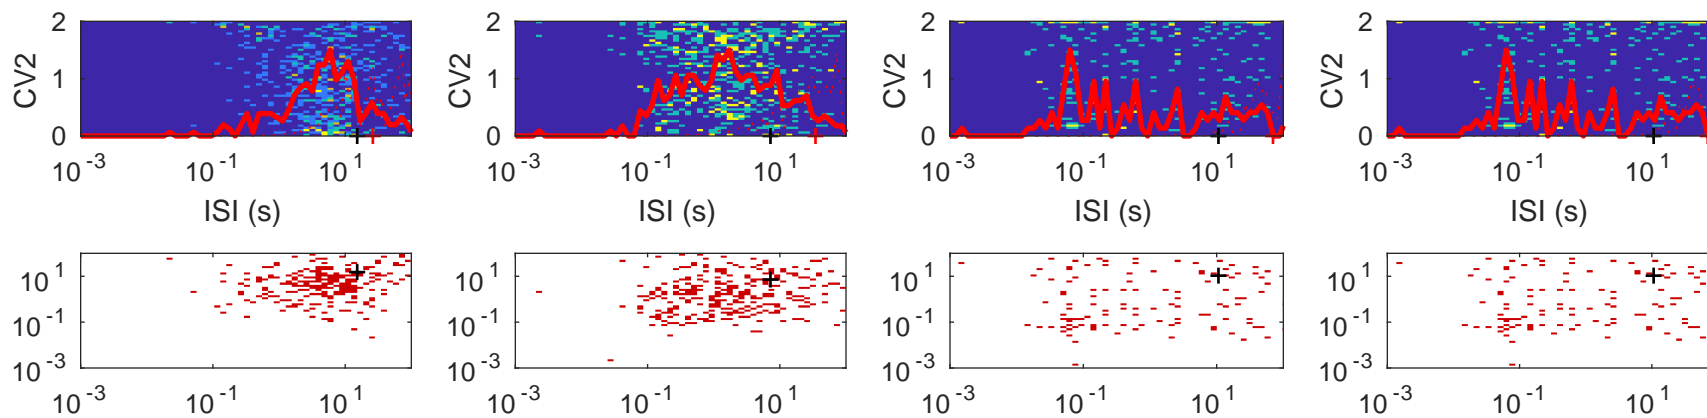 2 2 2 2
CV2 CV2 CV2 CV2
1 1 1 1
0 0 0 0
10^-3 10^-1 10^1 10^-3 10^-1 10^1 10^-3 10^-1 10^1 10^-3 10^-1 10^1
ISI (s) ISI (s) ISI (s) ISI (s)
10^1 10^1 10^1 10^1
10^-1 10^-1 10^-1 10^-1
10^-3 10^-3 10^-3 10^-3
10^-3 10^-1 10^1 10^-3 10^-1 10^1 10^-3 10^-1 10^1 10^-3 10^-1 10^1